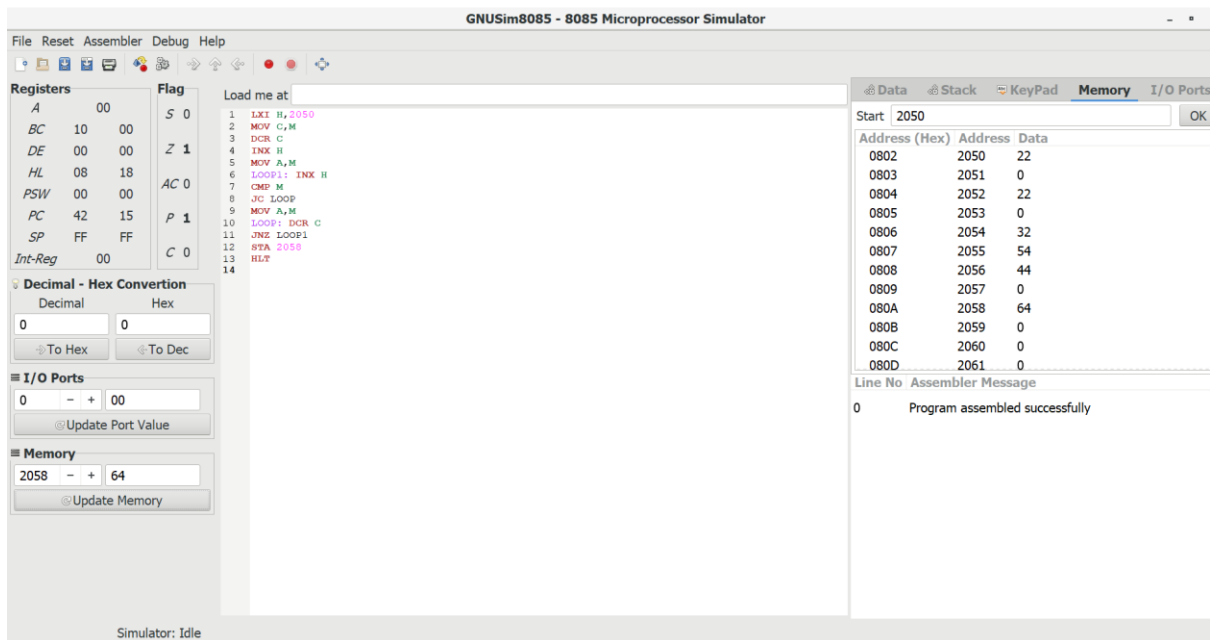 GNUSim8085 - 8085 Microprocessor Simulator
File Reset Assembler Debug Help
Registers
A 00
BC 10 00
DE 00 00
HL 08 18
PSW 00 00
PC 42 15
SP FF FF
Int-Reg 00
Flag
S 0
Z 1
AC 0
P 1
C 0
Decimal - Hex Convertion
Decimal Hex
0 0
To Hex To Dec
I/O Ports
0 - + 00
Update Port Value
Memory
2058 - + 64
Update Memory
Load me at
1 LXI H,2050
2 MOV C,M
3 DCR C
4 INX H
5 MOV A,M
6 LOOP1: INX H
7 CMP M
8 JC LOOP
9 MOV A,M
10 LOOP: DCR C
11 JNZ LOOP1
12 STA 2058
13 HLT
14
Data Stack KeyPad Memory I/O Ports
Start 2050 OK
Address (Hex) Address Data
0802 2050 22
0803 2051 0
0804 2052 22
0805 2053 0
0806 2054 32
0807 2055 54
0808 2056 44
0809 2057 0
080A 2058 64
080B 2059 0
080C 2060 0
080D 2061 0
Line No Assembler Message
0 Program assembled successfully
Simulator: Idle